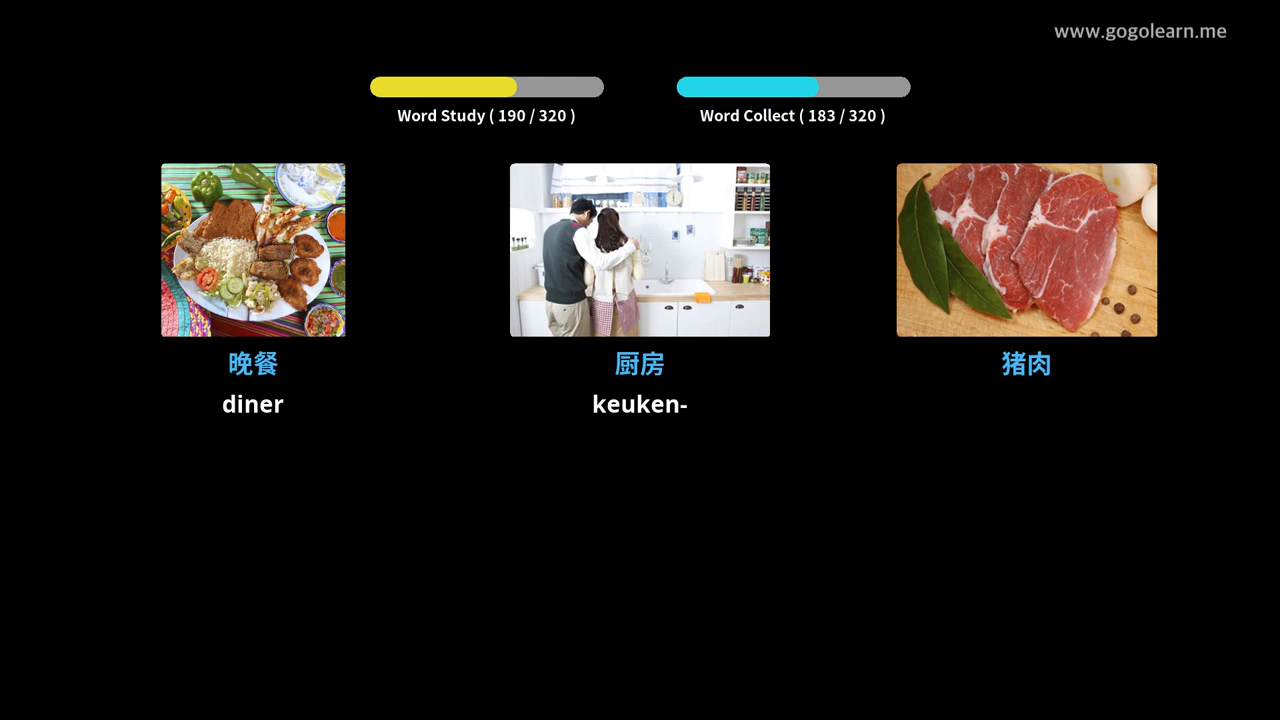 www.gogolearn.me
Word Study ( 190 / 320 )
Word Collect ( 183 / 320 )
晚餐
厨房
猪肉
diner
keuken-